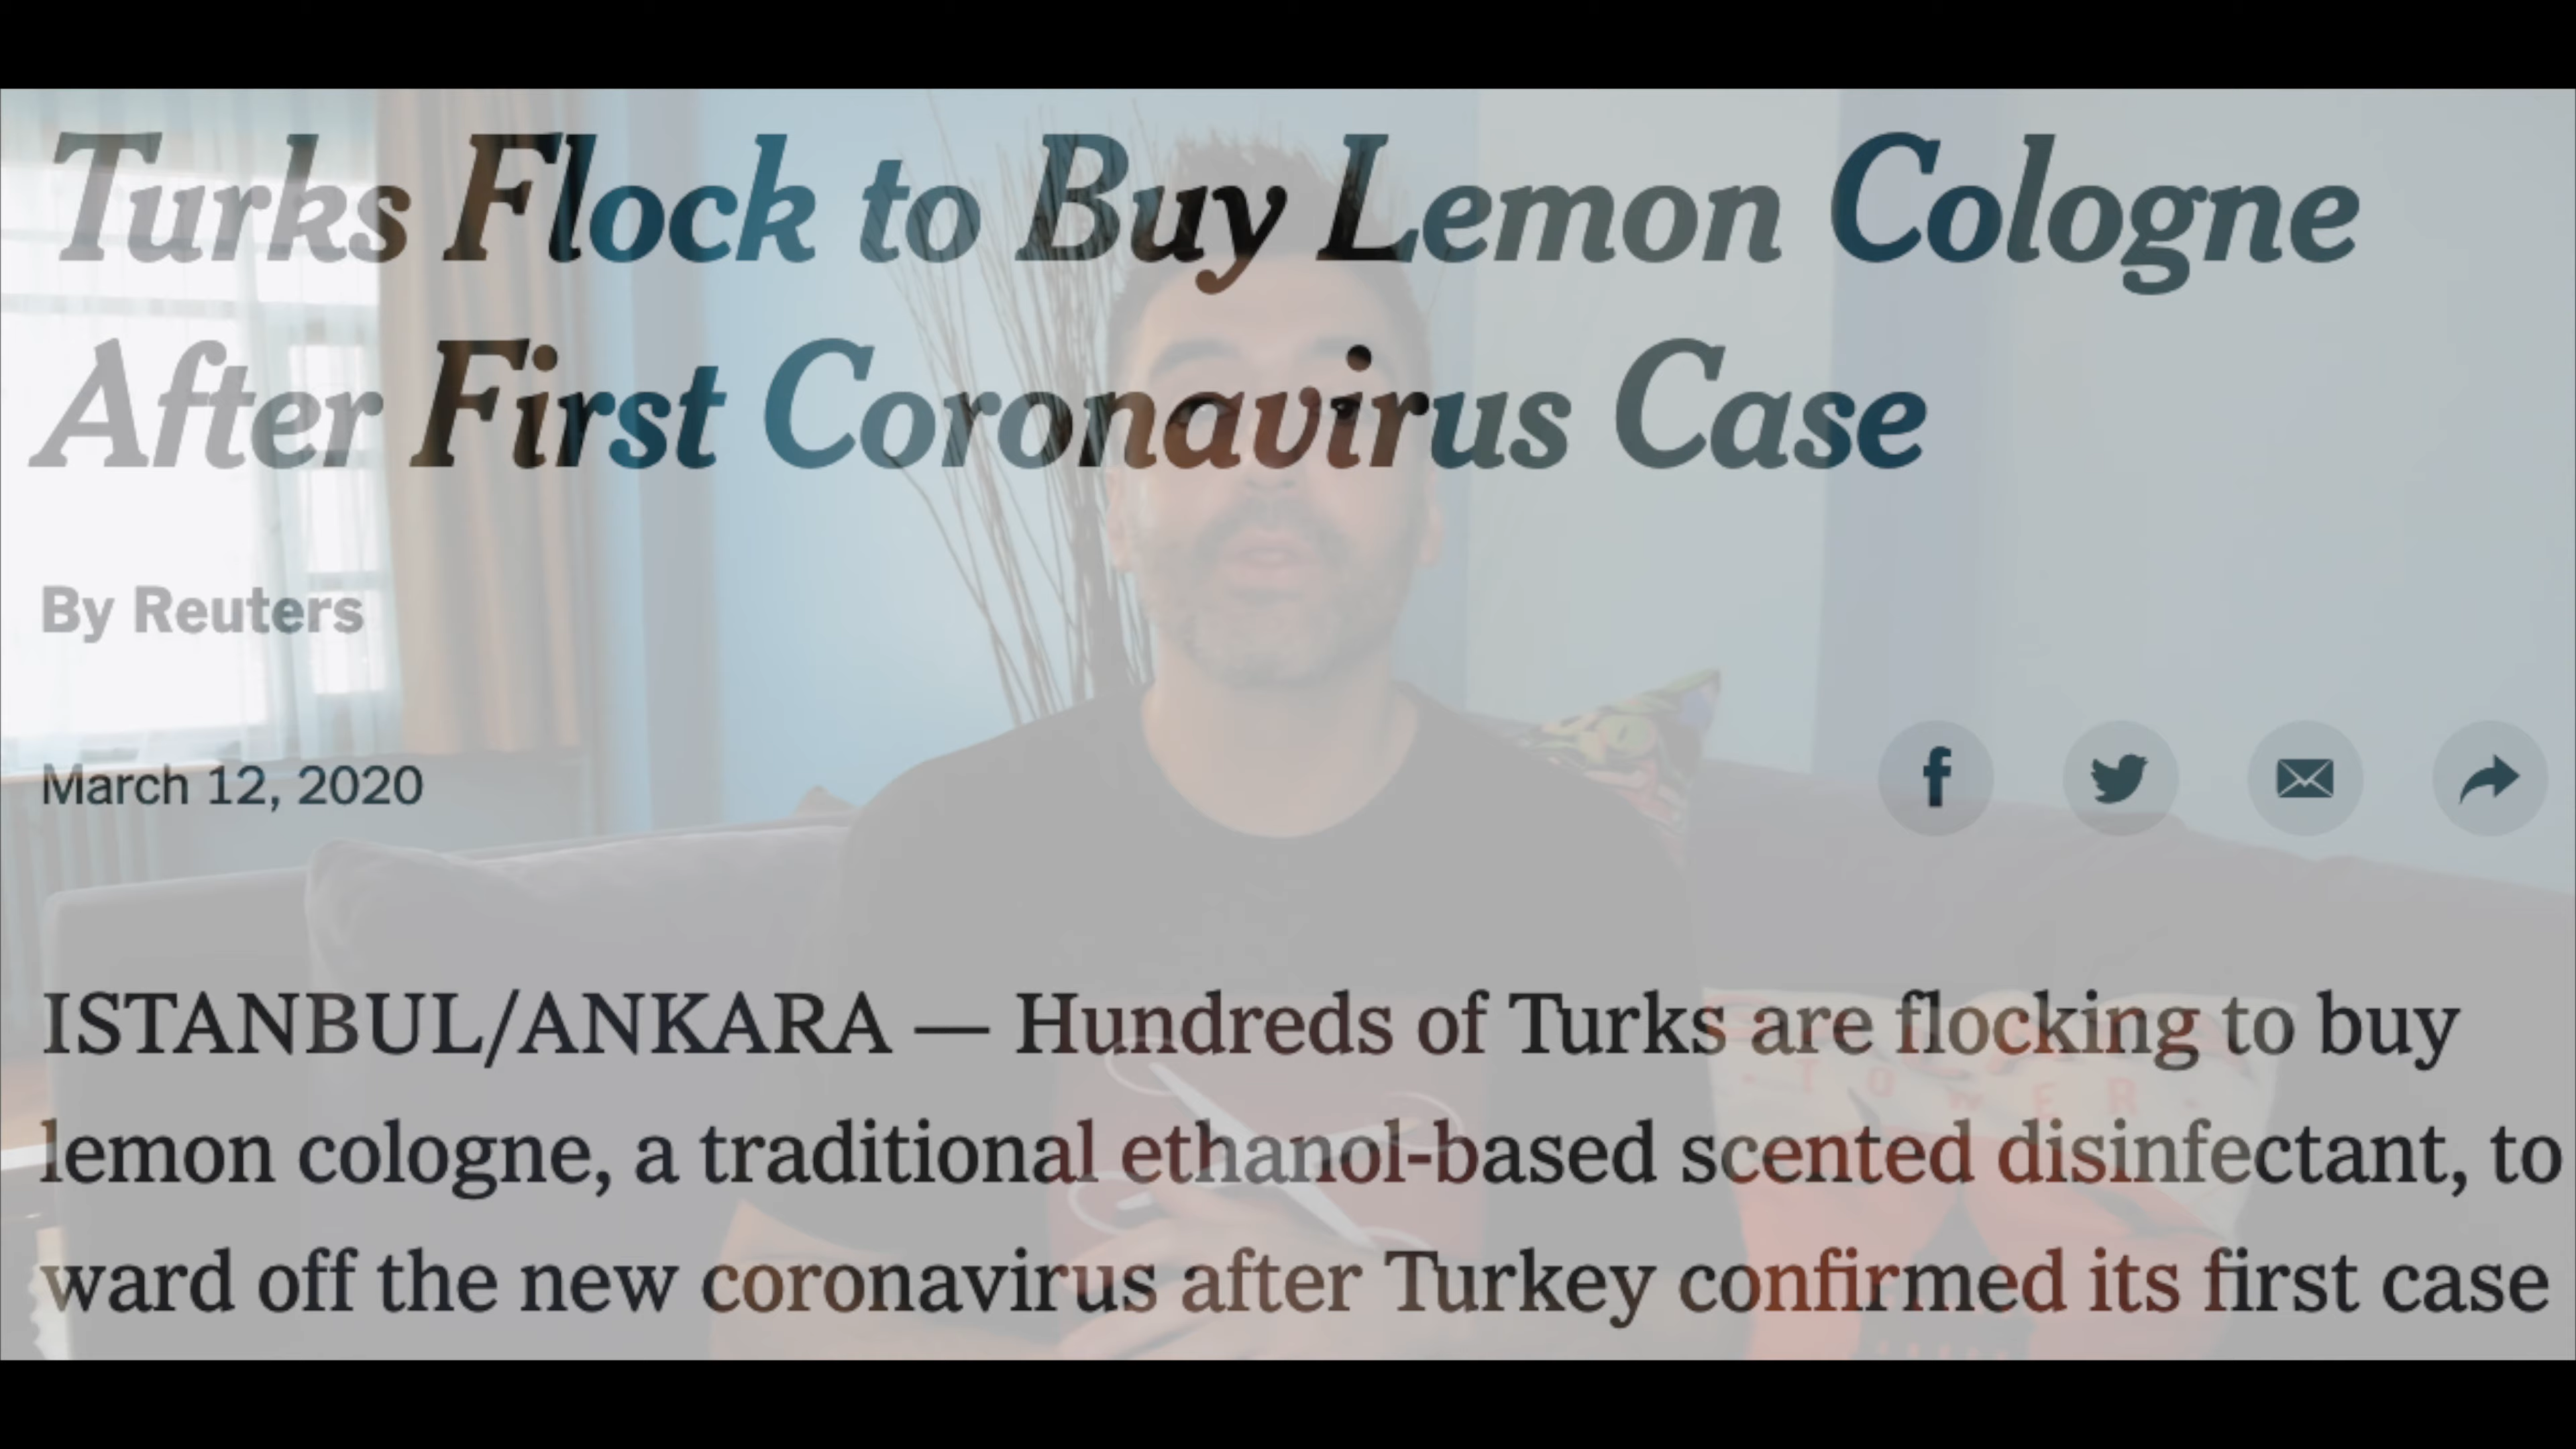 Turks Flock to Buy Lemon Cologne
After First Coronavirus Case
By Reuters
March 12, 2020
ISTANBUL/ANKARA — Hundreds of Turks are flocking to buy
TOWER
lemon cologne, a traditional ethanol-based scented disinfectant, to
ward off the new coronavirus after Turkey confirmed its first case